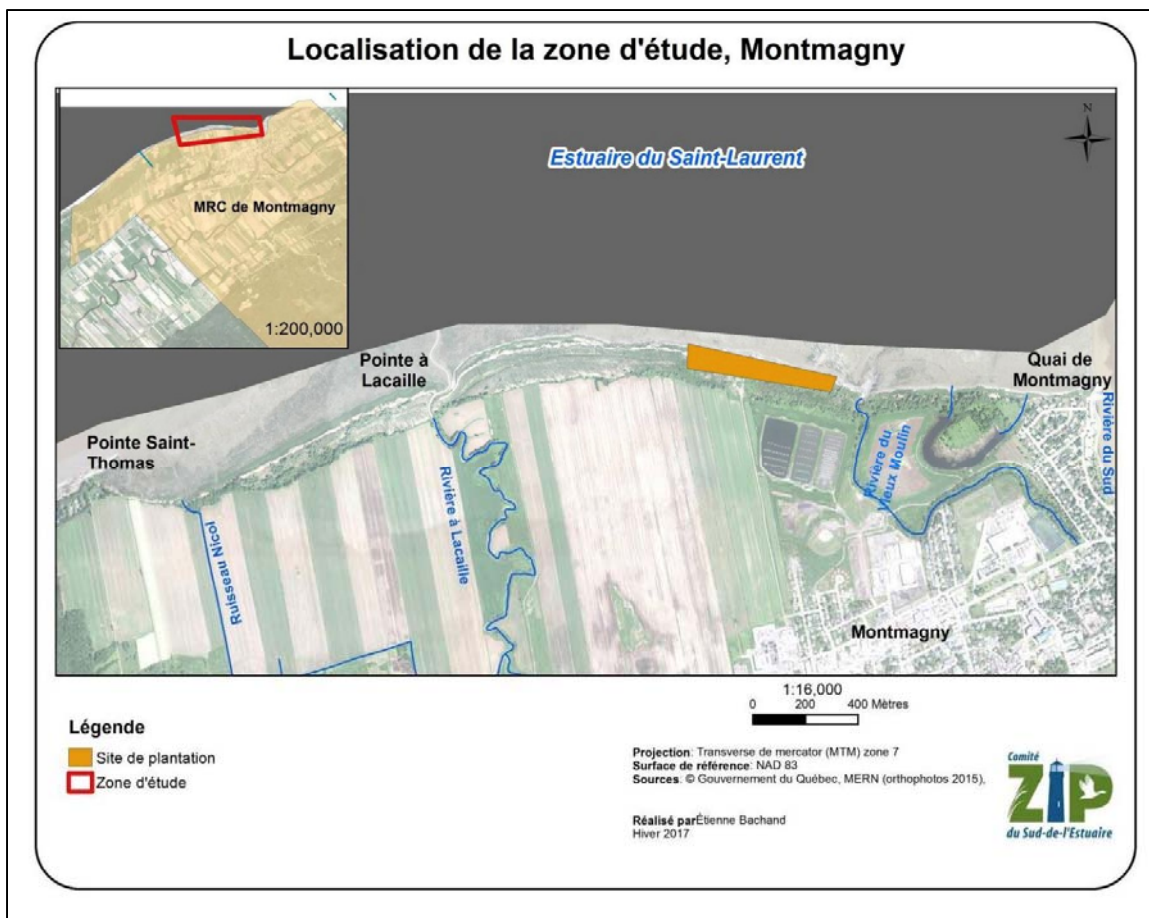 Localisation de la zone d'étude, Montmagny
MRC de Montmagny
1:200,000
N
Estuaire du Saint-Laurent
Pointe à
Lacaille
Quai de
Montmagny
Pointe Saint-
Thomas
Ruisseau Nicol
Rivière à Lacaille
Rivière du
Vieux Moulin
Rivière du Sud
Montmagny
1:16,000
0 200 400 Mètres
Légende
Site de plantation
Zone d'étude
Projection: Transverse de mercator (MTM) zone 7
Surface de référence: NAD 83
Sources: © Gouvernement du Québec, MERN (orthophotos 2015),
Réalisé parÉtienne Bachand
Hiver 2017
Comité
ZIP
du Sud-de-l'Estuaire